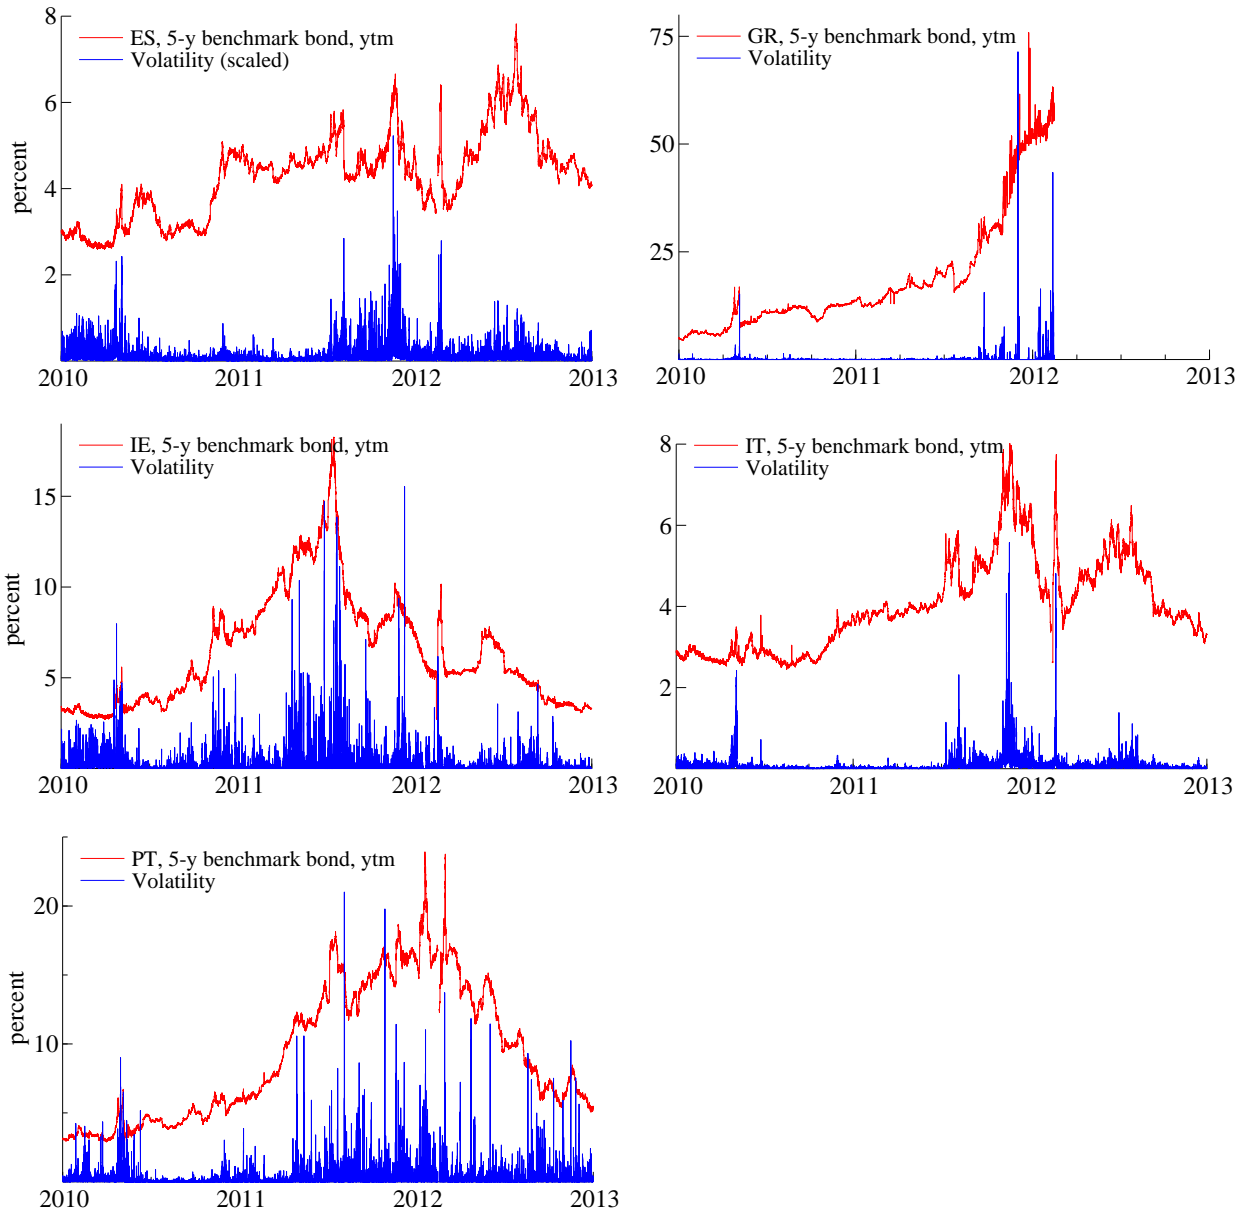 8
ES, 5-y benchmark bond, ytm
Volatility (scaled)
6
percent
4
2
2010 2011 2012 2013
75
GR, 5-y benchmark bond, ytm
Volatility
50
25
2010 2011 2012 2013
IE, 5-y benchmark bond, ytm
Volatility
15
percent
10
5
2010 2011 2012 2013
8
IT, 5-y benchmark bond, ytm
Volatility
6
4
2
2010 2011 2012 2013
PT, 5-y benchmark bond, ytm
Volatility
20
percent
10
2010 2011 2012 2013